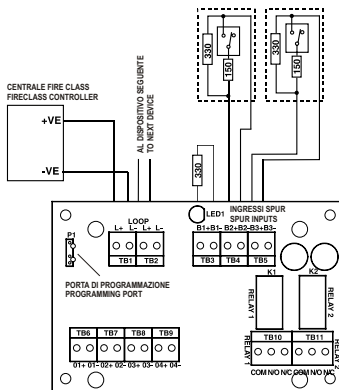 330
150
330
150
CENTRALE FIRE CLASS
FIRECLASS CONTROLLER
+VE
-VE
AL DISPOSITIVO SEGUENTE
TO NEXT DEVICE
330
LED1
INGRESSI SPUR
SPUR INPUTS
P1
LOOP
L+ L- L+ L-
TB1 TB2
B1+B1- B2+B2-B3+B3-
TB3 TB4 TB5
PORTA DI PROGRAMMAZIONE
PROGRAMMING PORT
K1 K2
RELAY 1
RELAY 2
TB6 TB7 TB8 TB9
01+ 01- 02+ 02- 03+ 03- 04+ 04-
RELAY 1
TB10 TB11
RELAY 2
COM N/O N/C COM N/O N/C